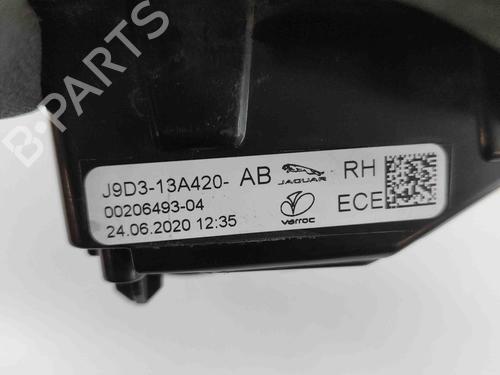 B-PARTS
J9D3-13A420- AB JAGUAR RH
00206493-04 varroc ECE
24.06.2020 12:35